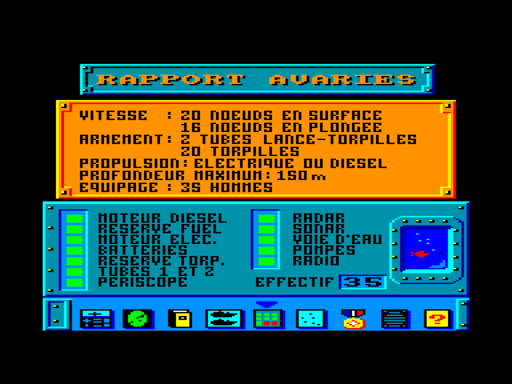 RAPPORT AVARIES
VITESSE : 20 NOEUDS EN SURFACE
16 NOEUDS EN PLONGEE
ARMEMENT: 2 TUBES LANCE-TORPILLES
20 TORPILLES
PROPULSION: ELECTRIQUE OU DIESEL
PROFONDEUR MAXIMUM: 150 m
EQUIPAGE : 35 HOMMES
MOTEUR DIESEL
RESERVE FUEL
MOTEUR ELEC.
BATTERIES
RESERVE TORP.
TUBES 1 ET 2
PERISCOPE
RADAR
SONAR
VOIE D'EAU
POMPES
RADIO
EFFECTIF 35
?